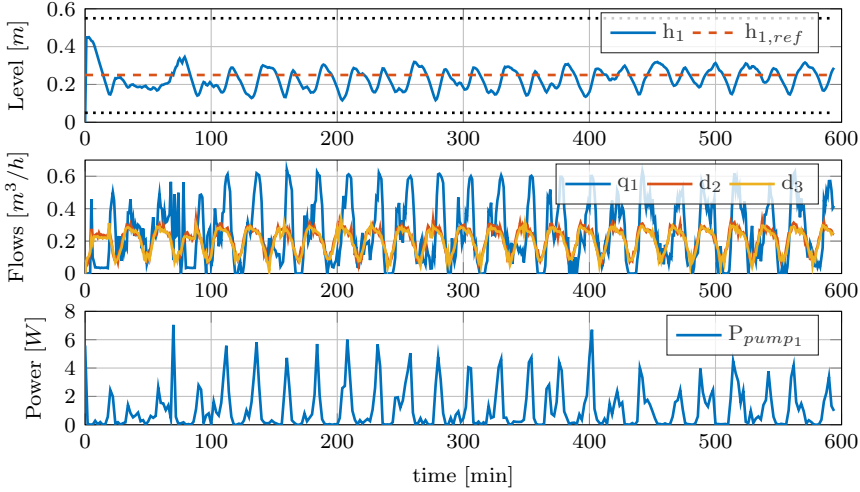 0.6
0.4
0.2
0
Level [m]
h₁ h₁,ref
0 100 200 300 400 500 600
0.6
0.4
0.2
0
Flows [m³/h]
q₁ d₂ d₃
0 100 200 300 400 500 600
8
6
4
2
0
Power [W]
P_pump₁
0 100 200 300 400 500 600
time [min]